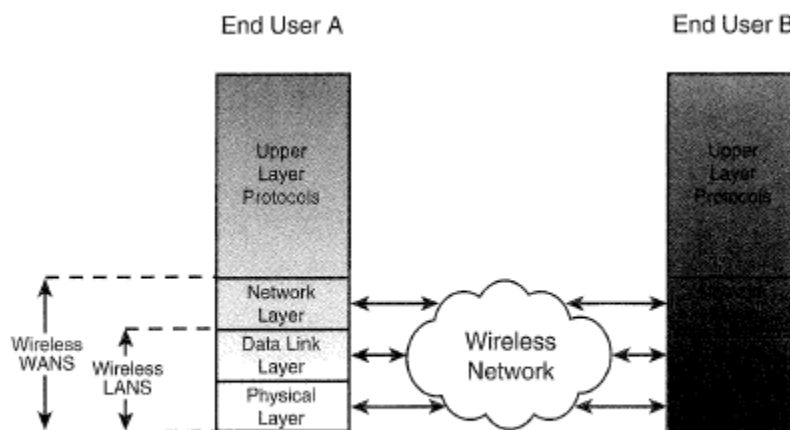 End User A
End User B
Upper
Layer
Protocols
Upper
Layer
Protocols
Network
Layer
Wireless
WANS
Wireless
LANS
Data Link
Layer
Physical
Layer
Wireless
Network